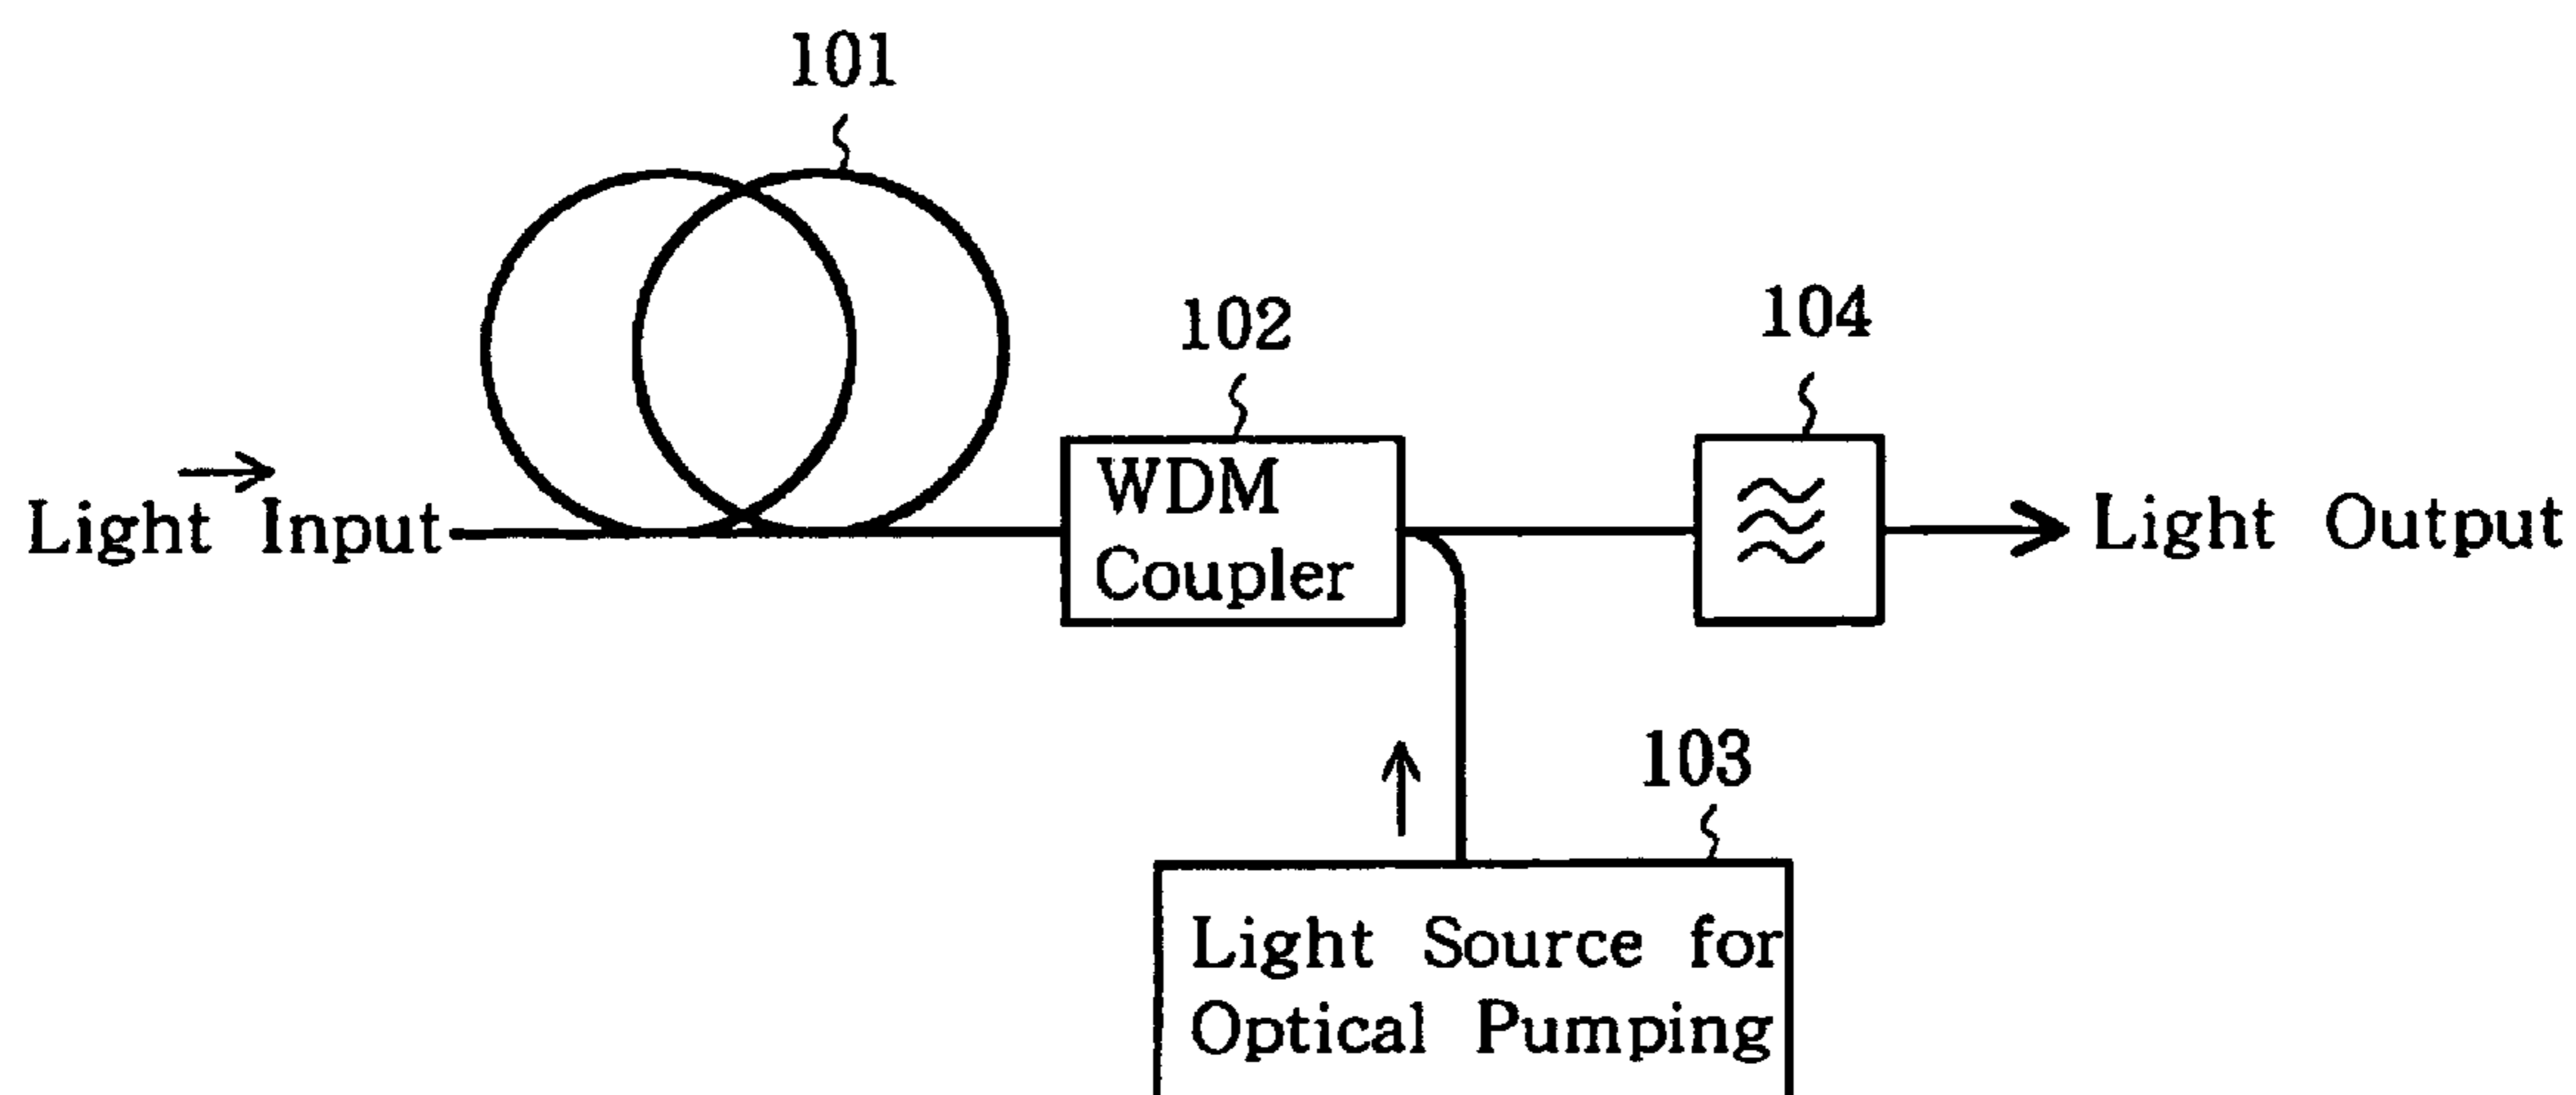 101
102
104
WDM
Coupler
Light Input
Light Output
103
Light Source for
Optical Pumping